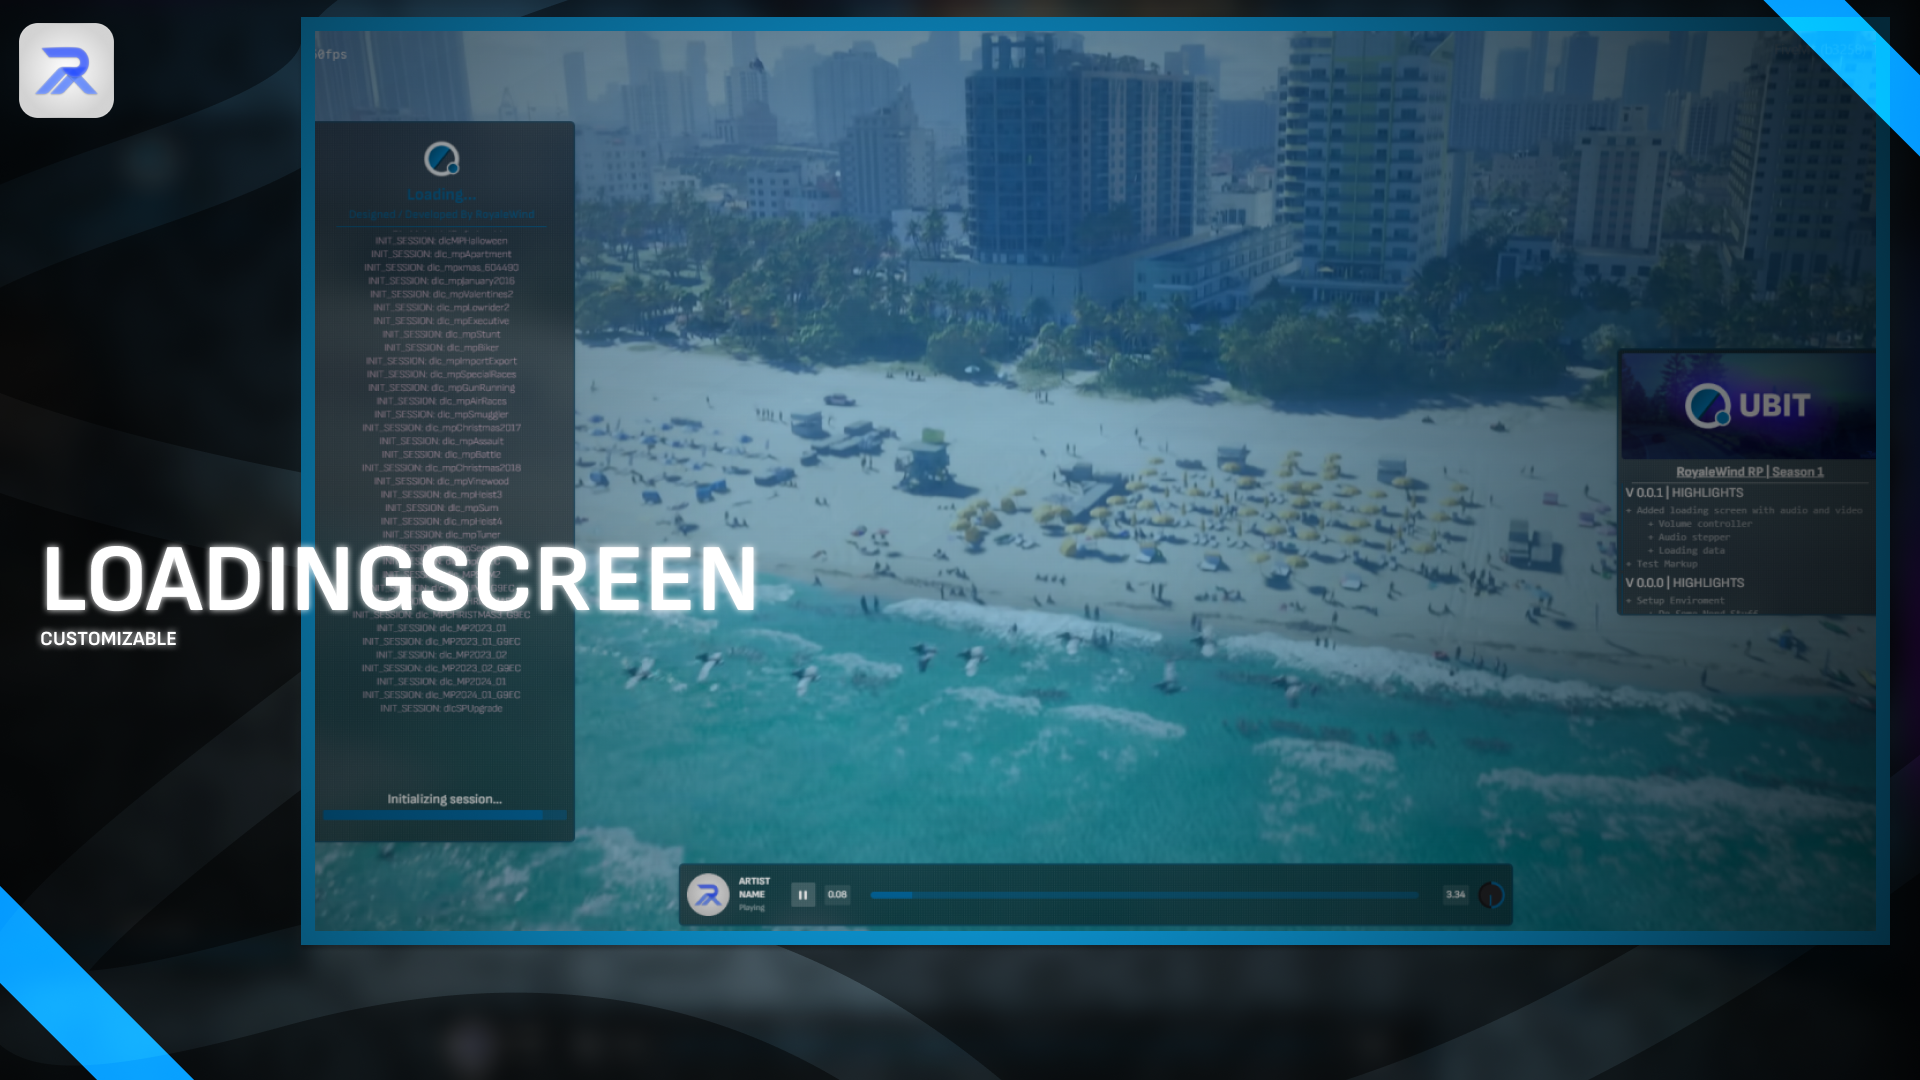 60fps
Loading...
Designed / Developed By RoyaleWind
INIT_SESSION: dlcMPHalloween
INIT_SESSION: dlc_mpApartment
INIT_SESSION: dlc_mpxmas_604490
INIT_SESSION: dlc_mpjanuary2016
INIT_SESSION: dlc_mpValentines2
INIT_SESSION: dlc_mpLowrider2
INIT_SESSION: dlc_mpExecutive
INIT_SESSION: dlc_mpStunt
INIT_SESSION: dlc_mpBiker
INIT_SESSION: dlc_mpImportExport
INIT_SESSION: dlc_mpSpecialRaces
INIT_SESSION: dlc_mpGunRunning
INIT_SESSION: dlc_mpAirRaces
INIT_SESSION: dlc_mpSmuggler
INIT_SESSION: dlc_mpChristmas2017
INIT_SESSION: dlc_mpAssault
INIT_SESSION: dlc_mpBattle
INIT_SESSION: dlc_mpChristmas2018
INIT_SESSION: dlc_mpVinewood
INIT_SESSION: dlc_mpHeist3
INIT_SESSION: dlc_mpSum
INIT_SESSION: dlc_mpHeist4
INIT_SESSION: dlc_mpTuner
LOADINGSCREEN
CUSTOMIZABLE
INIT_SESSION: dlc_MPCHRISTMAS3_G9EC
INIT_SESSION: dlc_MP2023_01
INIT_SESSION: dlc_MP2023_01_G9EC
INIT_SESSION: dlc_MP2023_02
INIT_SESSION: dlc_MP2023_02_G9EC
INIT_SESSION: dlc_MP2024_01
INIT_SESSION: dlc_MP2024_01_G9EC
INIT_SESSION: dlcSPUpgrade
Initializing session...
UBIT
RoyaleWind RP | Season 1
V 0.0.1 | HIGHLIGHTS
+ Added loading screen with audio and video
+ Volume controller
+ Audio stepper
+ Loading data
+ Test Markup
V 0.0.0 | HIGHLIGHTS
+ Setup Enviroment
ARTIST
NAME
Playing
0.08
3.34